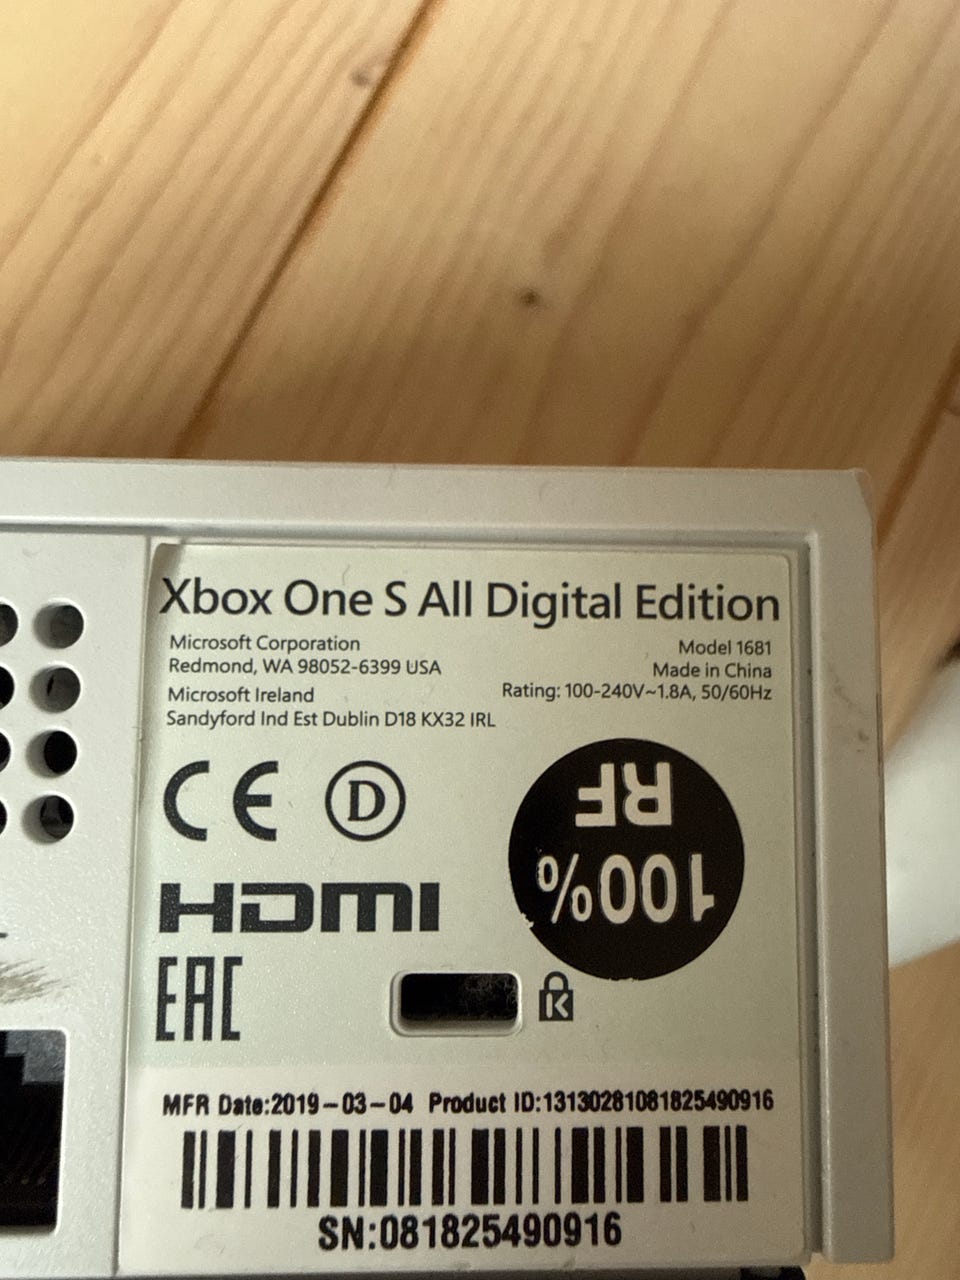 Xbox One S All Digital Edition
Microsoft Corporation
Redmond, WA 98052-6399 USA
Microsoft Ireland
Sandyford Ind Est Dublin D18 KX32 IRL
Model 1681
Made in China
Rating: 100-240V~1.8A, 50/60Hz
CE D
100%
RF
HDMI
EAC
K
MFR Date:2019-03-04 Product ID:13130281081825490916
SN:081825490916